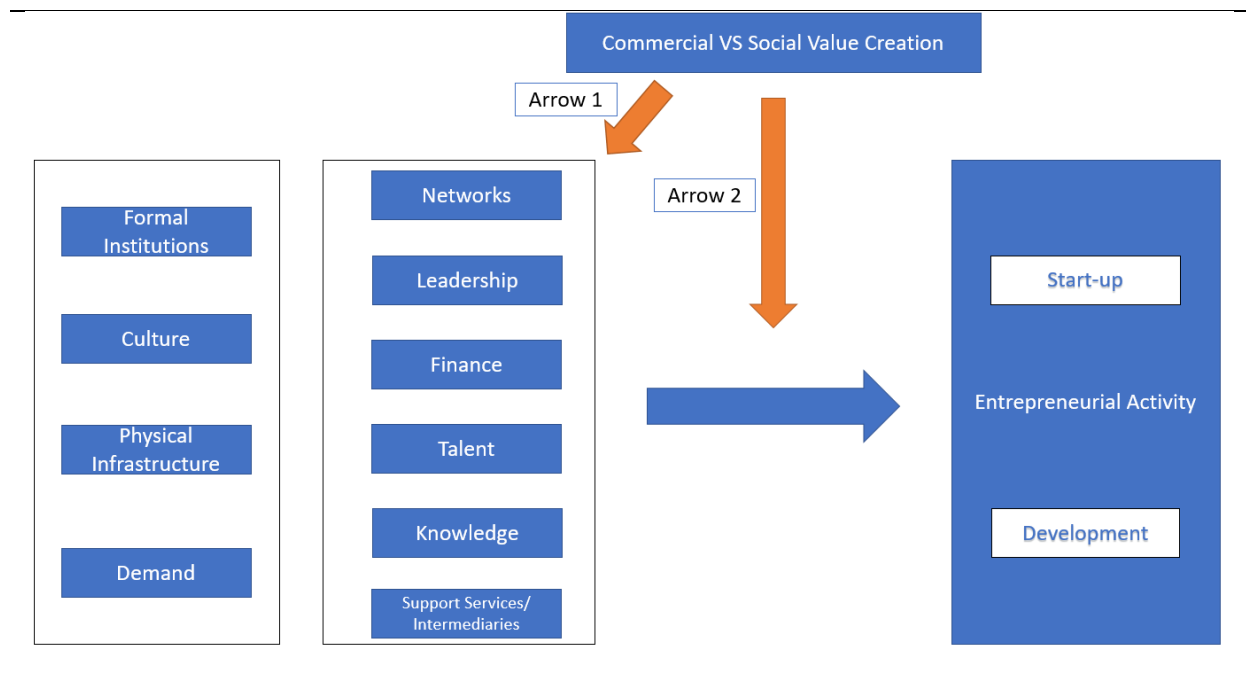 Commercial VS Social Value Creation
Arrow 1
Arrow 2
Formal
Institutions
Culture
Physical
Infrastructure
Demand
Networks
Leadership
Finance
Talent
Knowledge
Support Services/
Intermediaries
Start-up
Entrepreneurial Activity
Development